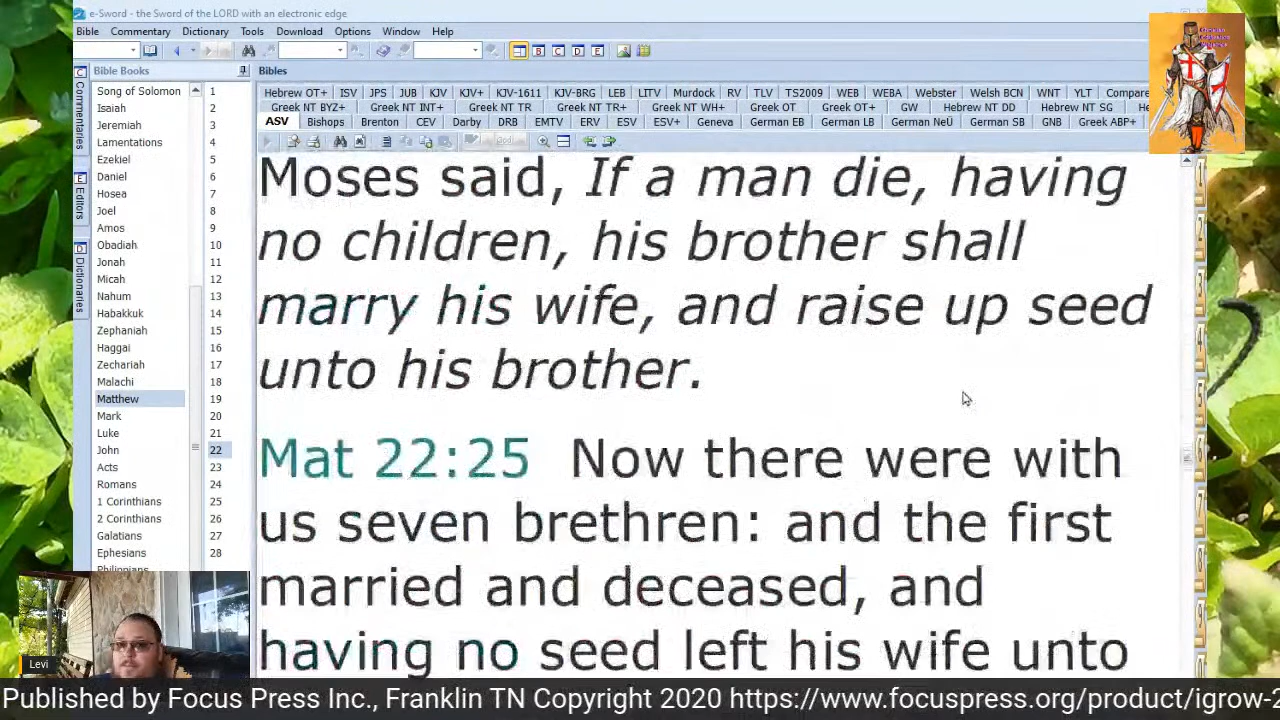 e-Sword - the Sword of the LORD with an electronic edge
Bible Commentary Dictionary Tools Download Options Window Help
Bible Books
Bibles
Commentaries
Editors
Dictionaries
Song of Solomon 1
Isaiah 2
Jeremiah 3
Lamentations 4
Ezekiel 5
Daniel 6
Hosea 7
Joel 8
Amos 9
Obadiah 10
Jonah 11
Micah 12
Nahum 13
Habakkuk 14
Zephaniah 15
Haggai 16
Zechariah 17
Malachi 18
Matthew 19
Mark 20
Luke 21
John 22
Acts 23
Romans 24
1 Corinthians 25
2 Corinthians 26
Galatians 27
Ephesians 28
Philippians
Hebrew OT+ ISV JPS JUB KJV KJV+ KJV-1611 KJV-BRG LEB LITV Murdock RV TLV TS2009 WEB WEBA Webster Welsh BCN WNT YLT Compare
Greek NT BYZ+ Greek NT INT+ Greek NT TR Greek NT TR+ Greek NT WH+ Greek OT Greek OT+ GW Hebrew NT DD Hebrew NT SG He
ASV Bishops Brenton CEV Darby DNB EMTV ERV ESV ESV+ Geneva German EB German LB German NeU German SB GNB Greek ABP+
Moses said, If a man die, having
no children, his brother shall
marry his wife, and raise up seed
unto his brother.
Mat 22:25 Now there were with
us seven brethren: and the first
married and deceased, and
having no seed left his wife unto
Levi
Published by Focus Press Inc., Franklin TN Copyright 2020 https://www.focuspress.org/product/igrow-2